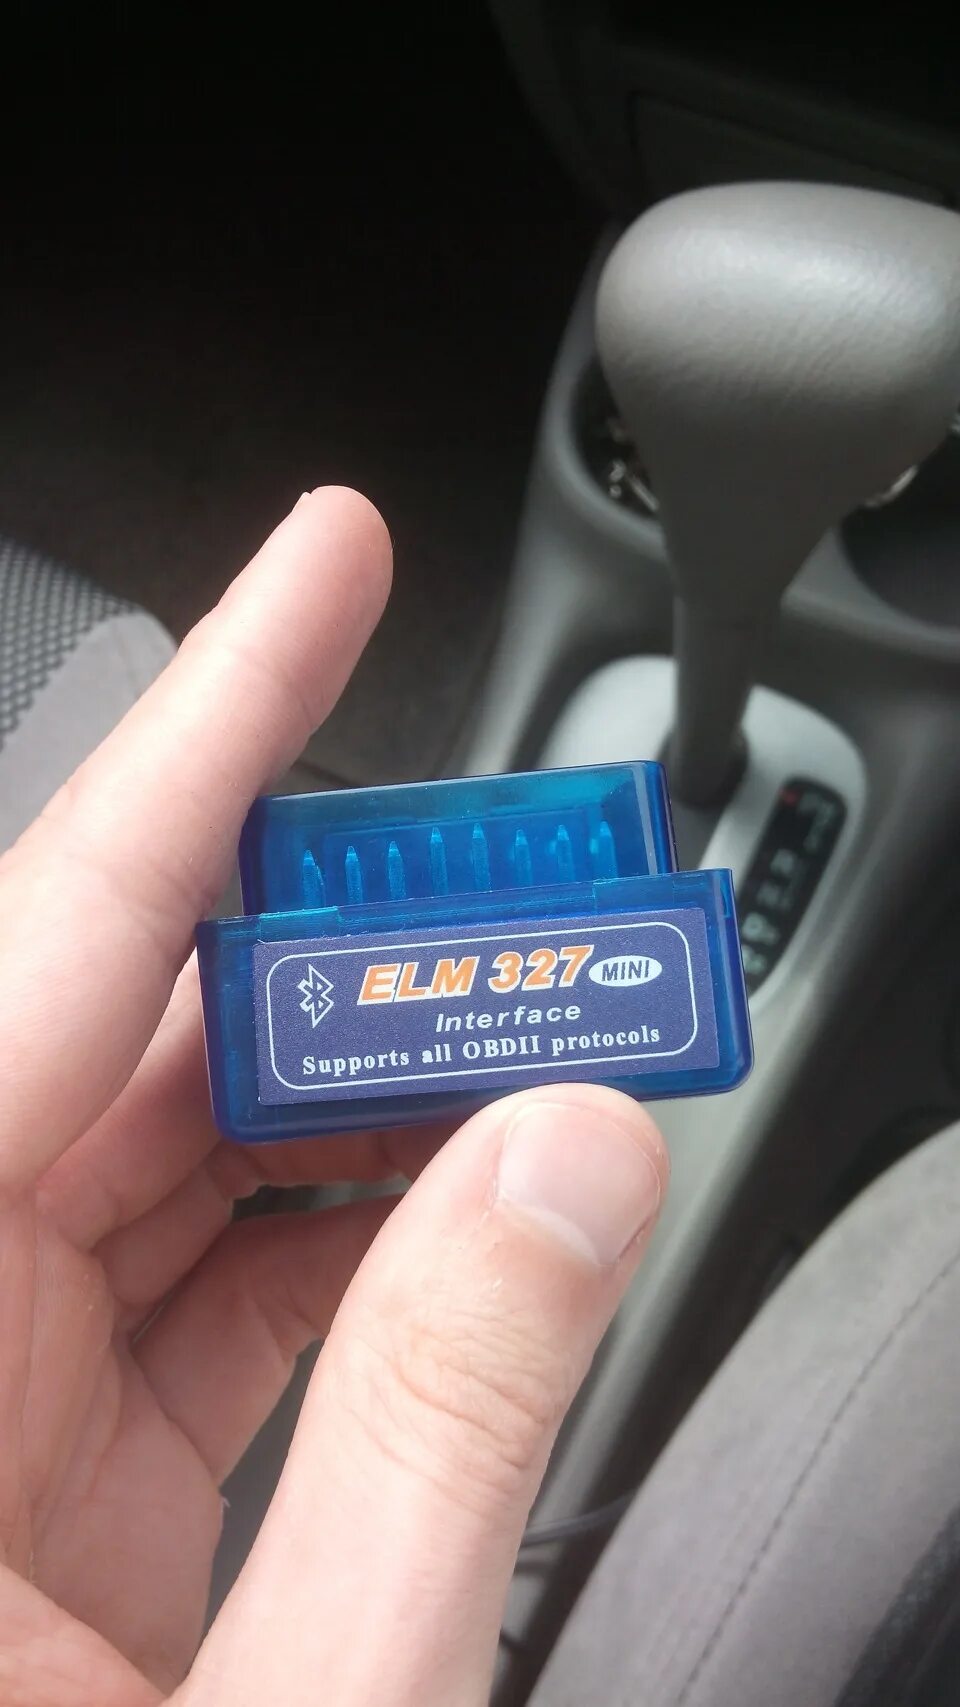 ELM 327 MINI
Interface
Supports all OBDII protocols